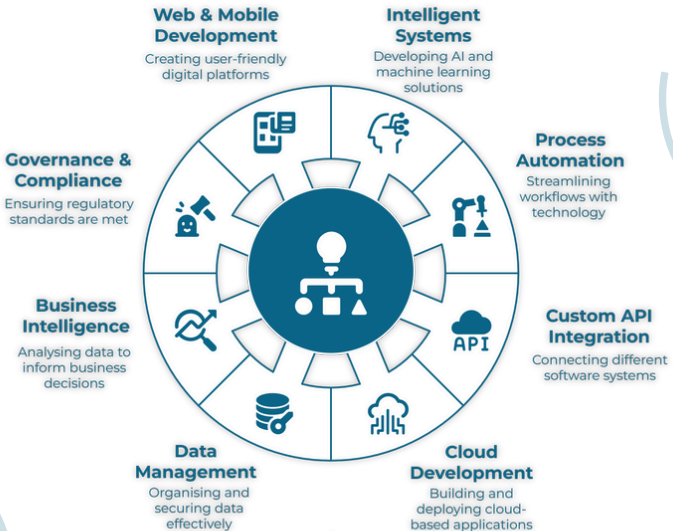 Web & Mobile
Development
Creating user-friendly
digital platforms
Intelligent
Systems
Developing AI and
machine learning
solutions
Process
Automation
Streamlining
workflows with
technology
Custom API
Integration
Connecting different
software systems
Cloud
Development
Building and
deploying cloud-
based applications
Data
Management
Organising and
securing data
effectively
Business
Intelligence
Analysing data to
inform business
decisions
Governance &
Compliance
Ensuring regulatory
standards are met
API